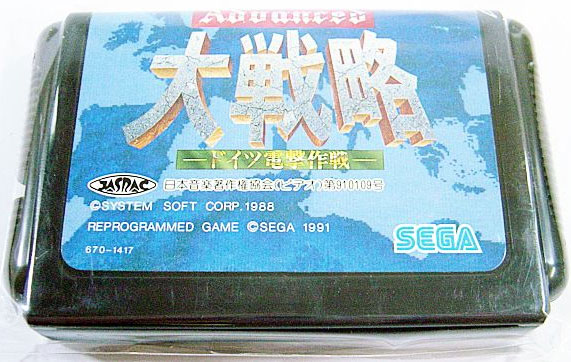 Advanced
大戦略
—ドイツ電撃作戦—
JASRAC 日本音楽著作権協会(ビデオ)第910109号
©SYSTEM SOFT CORP.1988
REPROGRAMMED GAME ©SEGA 1991
SEGA
670-1417